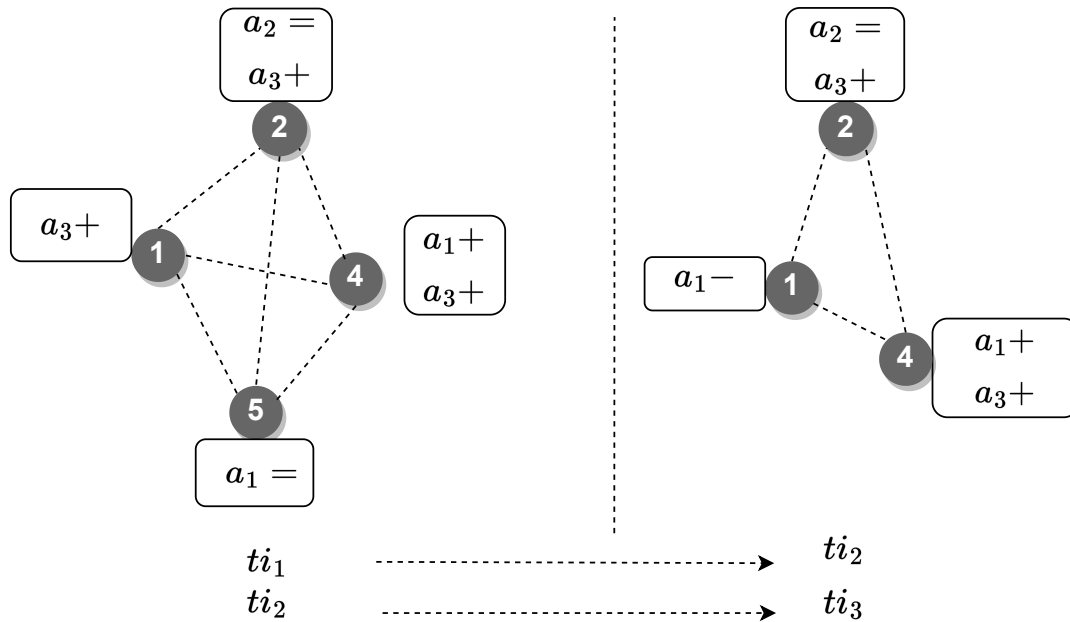 a₂ =
a₃+
2
a₃+
1
a₁+
a₃+
4
5
a₁ =
a₂ =
a₃+
2
a₁−
1
4
a₁+
a₃+
ti₁
ti₂
ti₂
ti₃